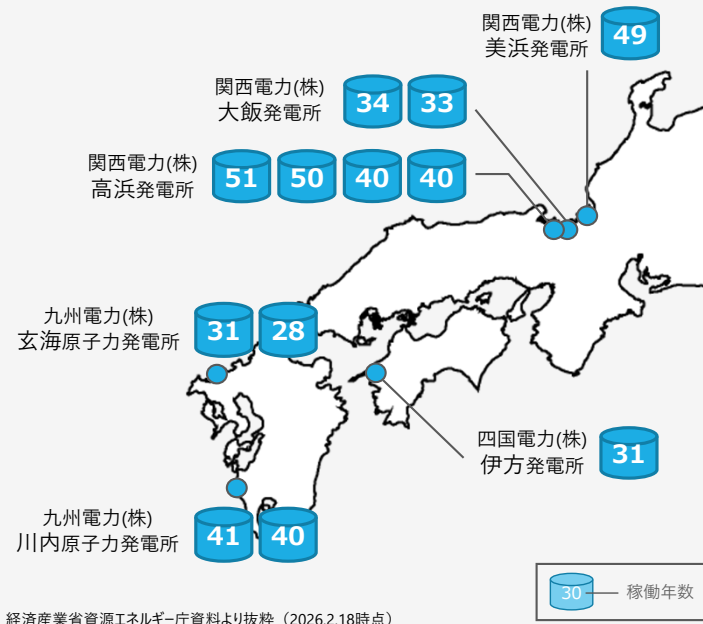 関西電力(株)
美浜発電所
49
関西電力(株)
大飯発電所
34 33
関西電力(株)
高浜発電所
51 50 40 40
九州電力(株)
玄海原子力発電所
31 28
四国電力(株)
伊方発電所
31
九州電力(株)
川内原子力発電所
41 40
30 稼働年数
経済産業省資源エネルギー庁資料より抜粋（2026.2.18時点）